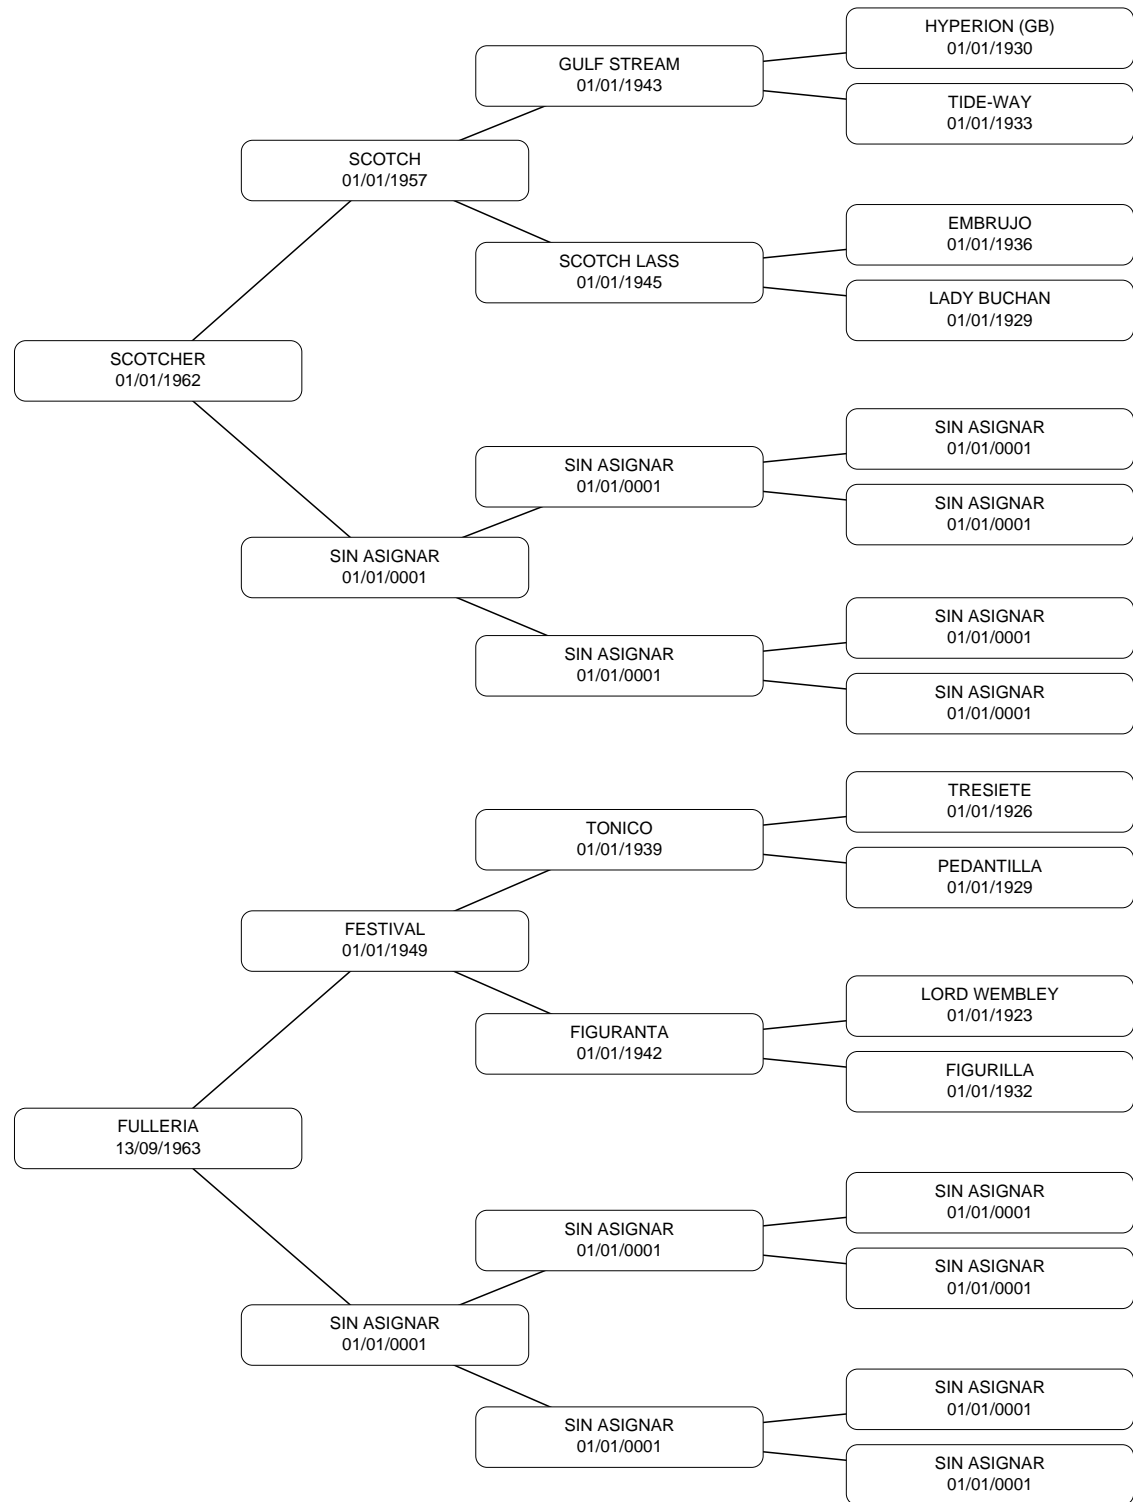 HYPERION (GB)
01/01/1930
GULF STREAM
01/01/1943
TIDE-WAY
01/01/1933
SCOTCH
01/01/1957
EMBRUJO
01/01/1936
SCOTCH LASS
01/01/1945
LADY BUCHAN
01/01/1929
SCOTCHER
01/01/1962
SIN ASIGNAR
01/01/0001
SIN ASIGNAR
01/01/0001
SIN ASIGNAR
01/01/0001
SIN ASIGNAR
01/01/0001
SIN ASIGNAR
01/01/0001
SIN ASIGNAR
01/01/0001
SIN ASIGNAR
01/01/0001
TRESIETE
01/01/1926
TONICO
01/01/1939
PEDANTILLA
01/01/1929
FESTIVAL
01/01/1949
LORD WEMBLEY
01/01/1923
FIGURANTA
01/01/1942
FIGURILLA
01/01/1932
FULLERIA
13/09/1963
SIN ASIGNAR
01/01/0001
SIN ASIGNAR
01/01/0001
SIN ASIGNAR
01/01/0001
SIN ASIGNAR
01/01/0001
SIN ASIGNAR
01/01/0001
SIN ASIGNAR
01/01/0001
SIN ASIGNAR
01/01/0001